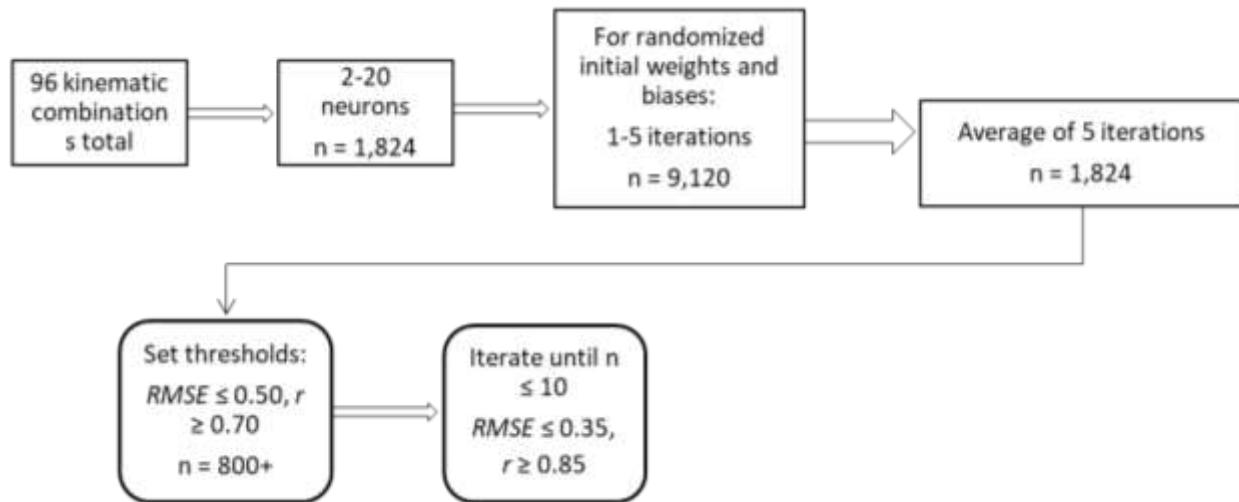 96 kinematic
combination
s total
2-20
neurons
n = 1,824
For randomized
initial weights and
biases:
1-5 iterations
n = 9,120
Average of 5 iterations
n = 1,824
Set thresholds:
RMSE ≤ 0.50, r
≥ 0.70
n = 800+
Iterate until n
≤ 10
RMSE ≤ 0.35,
r ≥ 0.85